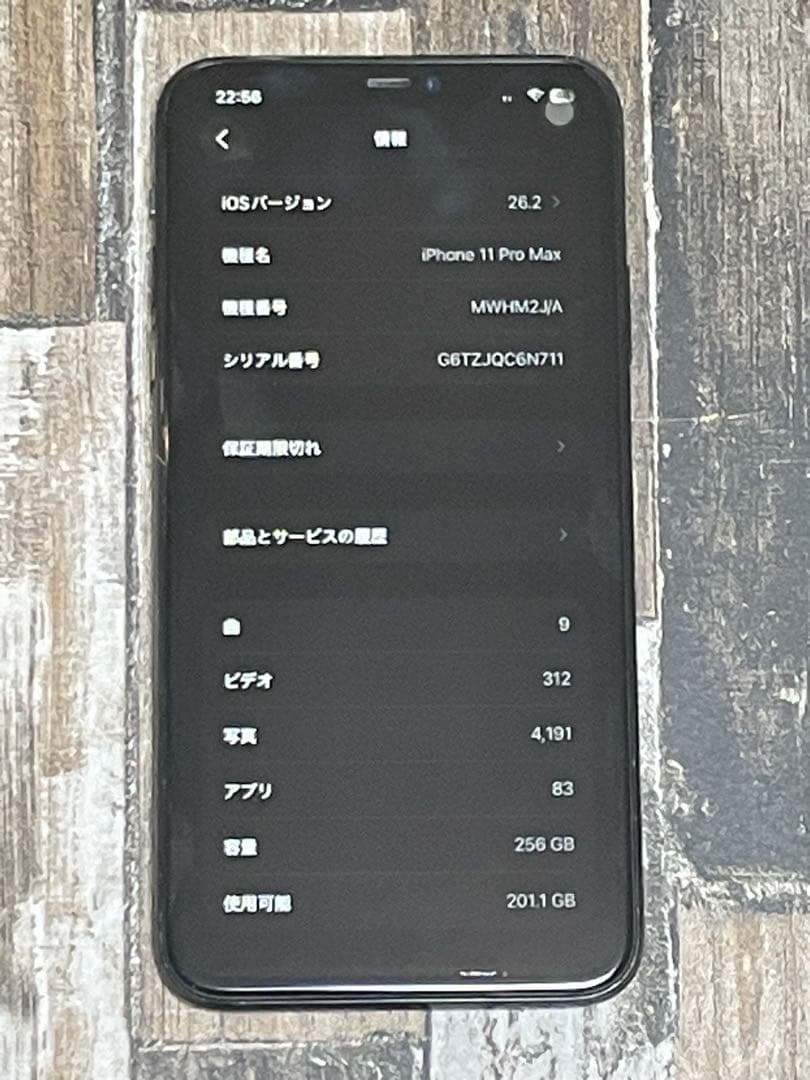 22:56
情報
iOSバージョン 26.2
機種名 iPhone 11 Pro Max
機種番号 MWHM2J/A
シリアル番号 G6TZJQC6N711
保証期限切れ
部品とサービスの履歴
曲 9
ビデオ 312
写真 4,191
アプリ 83
容量 256 GB
使用可能 201.1 GB